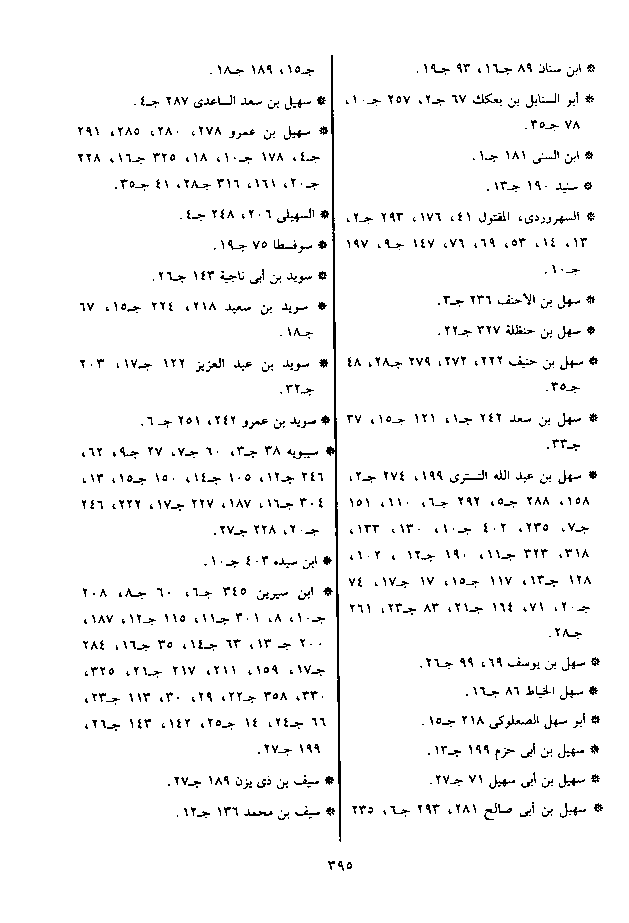 * ابن سنان ٨٩ جـ١٦، ٩٣ جـ١٩.
* أبو السنابل بن بعكك ٦٧ جـ٢، ٢٥٧ جـ١٠،
٧٨ جـ٣٥.
* ابن السنى ١٨١ جـ١.
* سنيد ١٩٠ جـ١٣.
* السهروردى، المقتول ٤١، ١٧٦، ٢٩٣ جـ٢،
١٣، ١٤، ٥٣، ٦٩، ٧٦، ١٤٧ جـ٩، ١٩٧
جـ١٠.
* سهل بن الأحنف ٢٣٦ جـ٣.
* سهل بن حنظلة ٣٢٧ جـ٢٢.
* سهل بن حنيف ٢٢٢، ٢٧٢، ٢٧٩ جـ٢٨، ٤٨
جـ٣٥.
* سهل بن سعد ٢٤٢ جـ١، ١٢١ جـ١٥، ٣٧
جـ٣٣.
* سهل بن عبد الله التسترى ١٩٩، ٢٧٤ جـ٢،
١٥٨، ٢٨٨ جـ٥، ٢٩٢ جـ٦، ١١٠، ١٥١
جـ٧، ٢٣٥، ٤٠٢ جـ١٠، ١٣٠، ١٣٣،
٣١٨، ٣٢٣ جـ١١، ١٩٠ جـ١٢، ١٠٢،
١٢٨ جـ١٣، ١١٧ جـ١٥، ١٧ جـ١٧، ٧٤
جـ٢٠، ٧١، ١٦٤ جـ٢١، ٨٣ جـ٢٣، ٢٦١
جـ٢٨.
* سهل بن يوسف ٦٩، ٩٩ جـ٢٦.
* سهل الخياط ٨٦ جـ١٦.
* أبو سهل الصعلوكى ٢١٨ جـ١٥.
* سهيل بن أبى حزم ١٩٩ جـ١٣.
* سهيل بن أبى سهيل ٧١ جـ٢٧.
* سهيل بن أبى صالح ٢٨١، ٢٩٣ جـ٦، ٢٣٥
جـ١٥، ١٨٩ جـ١٨.
* سهيل بن سعد الساعدى ٢٨٧ جـ٤.
* سهيل بن عمرو ٢٧٨، ٢٨٠، ٢٨٥، ٢٩١
جـ٤، ١٧٨ جـ١٠، ١٨، ٣٢٥ جـ١٦، ٢٢٨
جـ٢٠، ١٦١، ٣١٦ جـ٢٨، ٤١ جـ٣٥.
* السهيلى ٢٠٦، ٢٤٨ جـ٤.
* سوفسطا ٧٥ جـ١٩.
* سويد بن أبى ناجية ١٤٣ جـ٢٦.
* سويد بن سعيد ٢١٨، ٢٢٤ جـ١٥، ٦٧
جـ١٨.
* سويد بن عبد العزيز ١٢٢ جـ١٧، ٢٠٣
جـ٣٢.
* سويد بن عمرو ٢٤٢، ٢٥١ جـ٦.
* سيبويه ٣٨ جـ٣، ٦٠ جـ٧، ٢٧ جـ٩، ٦٢،
٢٤٦ جـ١٢، ١٠٥ جـ١٤، ١٥٠ جـ١٥، ١٣،
٣٠٤ جـ١٦، ١٨٧، ٢٢٧ جـ١٧، ٢٢٢، ٢٤٦
جـ٢٠، ٢٢٨ جـ٢٧.
* ابن سيده ٤٠٣ جـ١٠.
* ابن سيرين ٣٤٥ جـ٦، ٦٠ جـ٨، ٢٠٨
جـ١٠، ٨، ٣٠١ جـ١١، ١١٥ جـ١٢، ١٨٧،
٢٠٠ جـ١٣، ٦٣ جـ١٤، ٣٥ جـ١٦، ٢٨٤
جـ١٧، ١٥٩، ٢١١، ٢١٧ جـ٢١، ٣٢٥،
٣٣٠، ٣٥٨ جـ٢٢، ٢٩، ٣٠، ١١٣ جـ٢٣،
٦٦ جـ٢٤، ١٤ جـ٢٥، ١٤٢، ١٤٣ جـ٢٦،
١٩٩ جـ٢٧.
* سيف بن ذى يزن ١٨٩ جـ٢٧.
* سيف بن محمد ١٣٦ جـ١٢.
٣٩٥